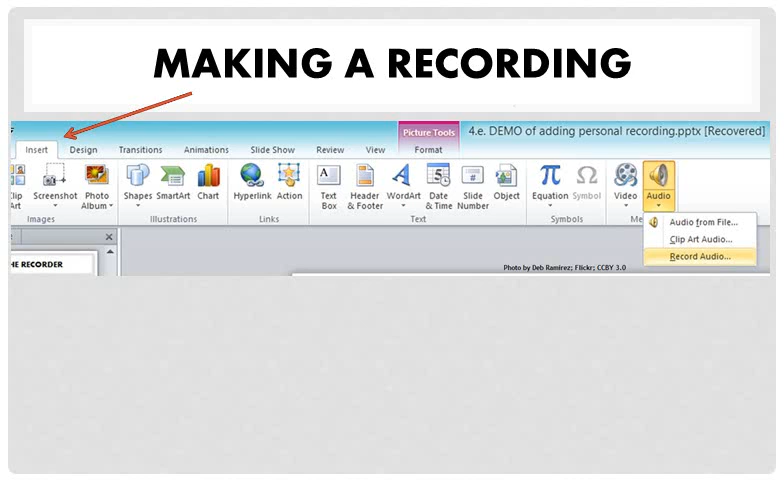 MAKING A RECORDING
Picture Tools
4.e. DEMO of adding personal recording.pptx [Recovered]
Insert Design Transitions Animations Slide Show Review View Format
Screenshot Photo Album Shapes SmartArt Chart Hyperlink Action Text Box Header & Footer WordArt Date & Time Slide Number Object Equation Symbol Video Audio
Images Illustrations Links Text Symbols
Audio from File...
Clip Art Audio...
Record Audio...
HE RECORDER
Photo by Deb Ramirez; Flickr; CCBY 3.0